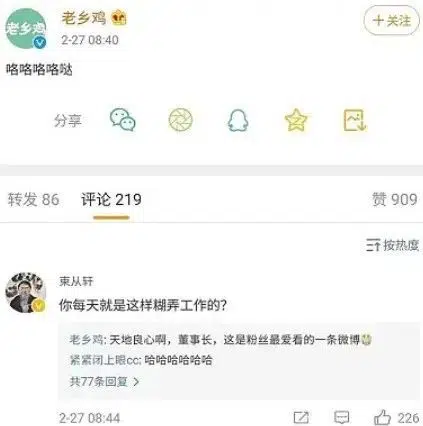 老乡鸡
老乡鸡
2-27 08:40
+关注
咯咯咯咯哒
分享
转发 86 评论 219 赞 909
按热度
束从轩
你每天就是这样糊弄工作的?
老乡鸡: 天地良心啊，董事长，这是粉丝最爱看的一条微博
紧紧闭上眼cc: 哈哈哈哈哈哈
共77条回复 >
2-27 08:44
226